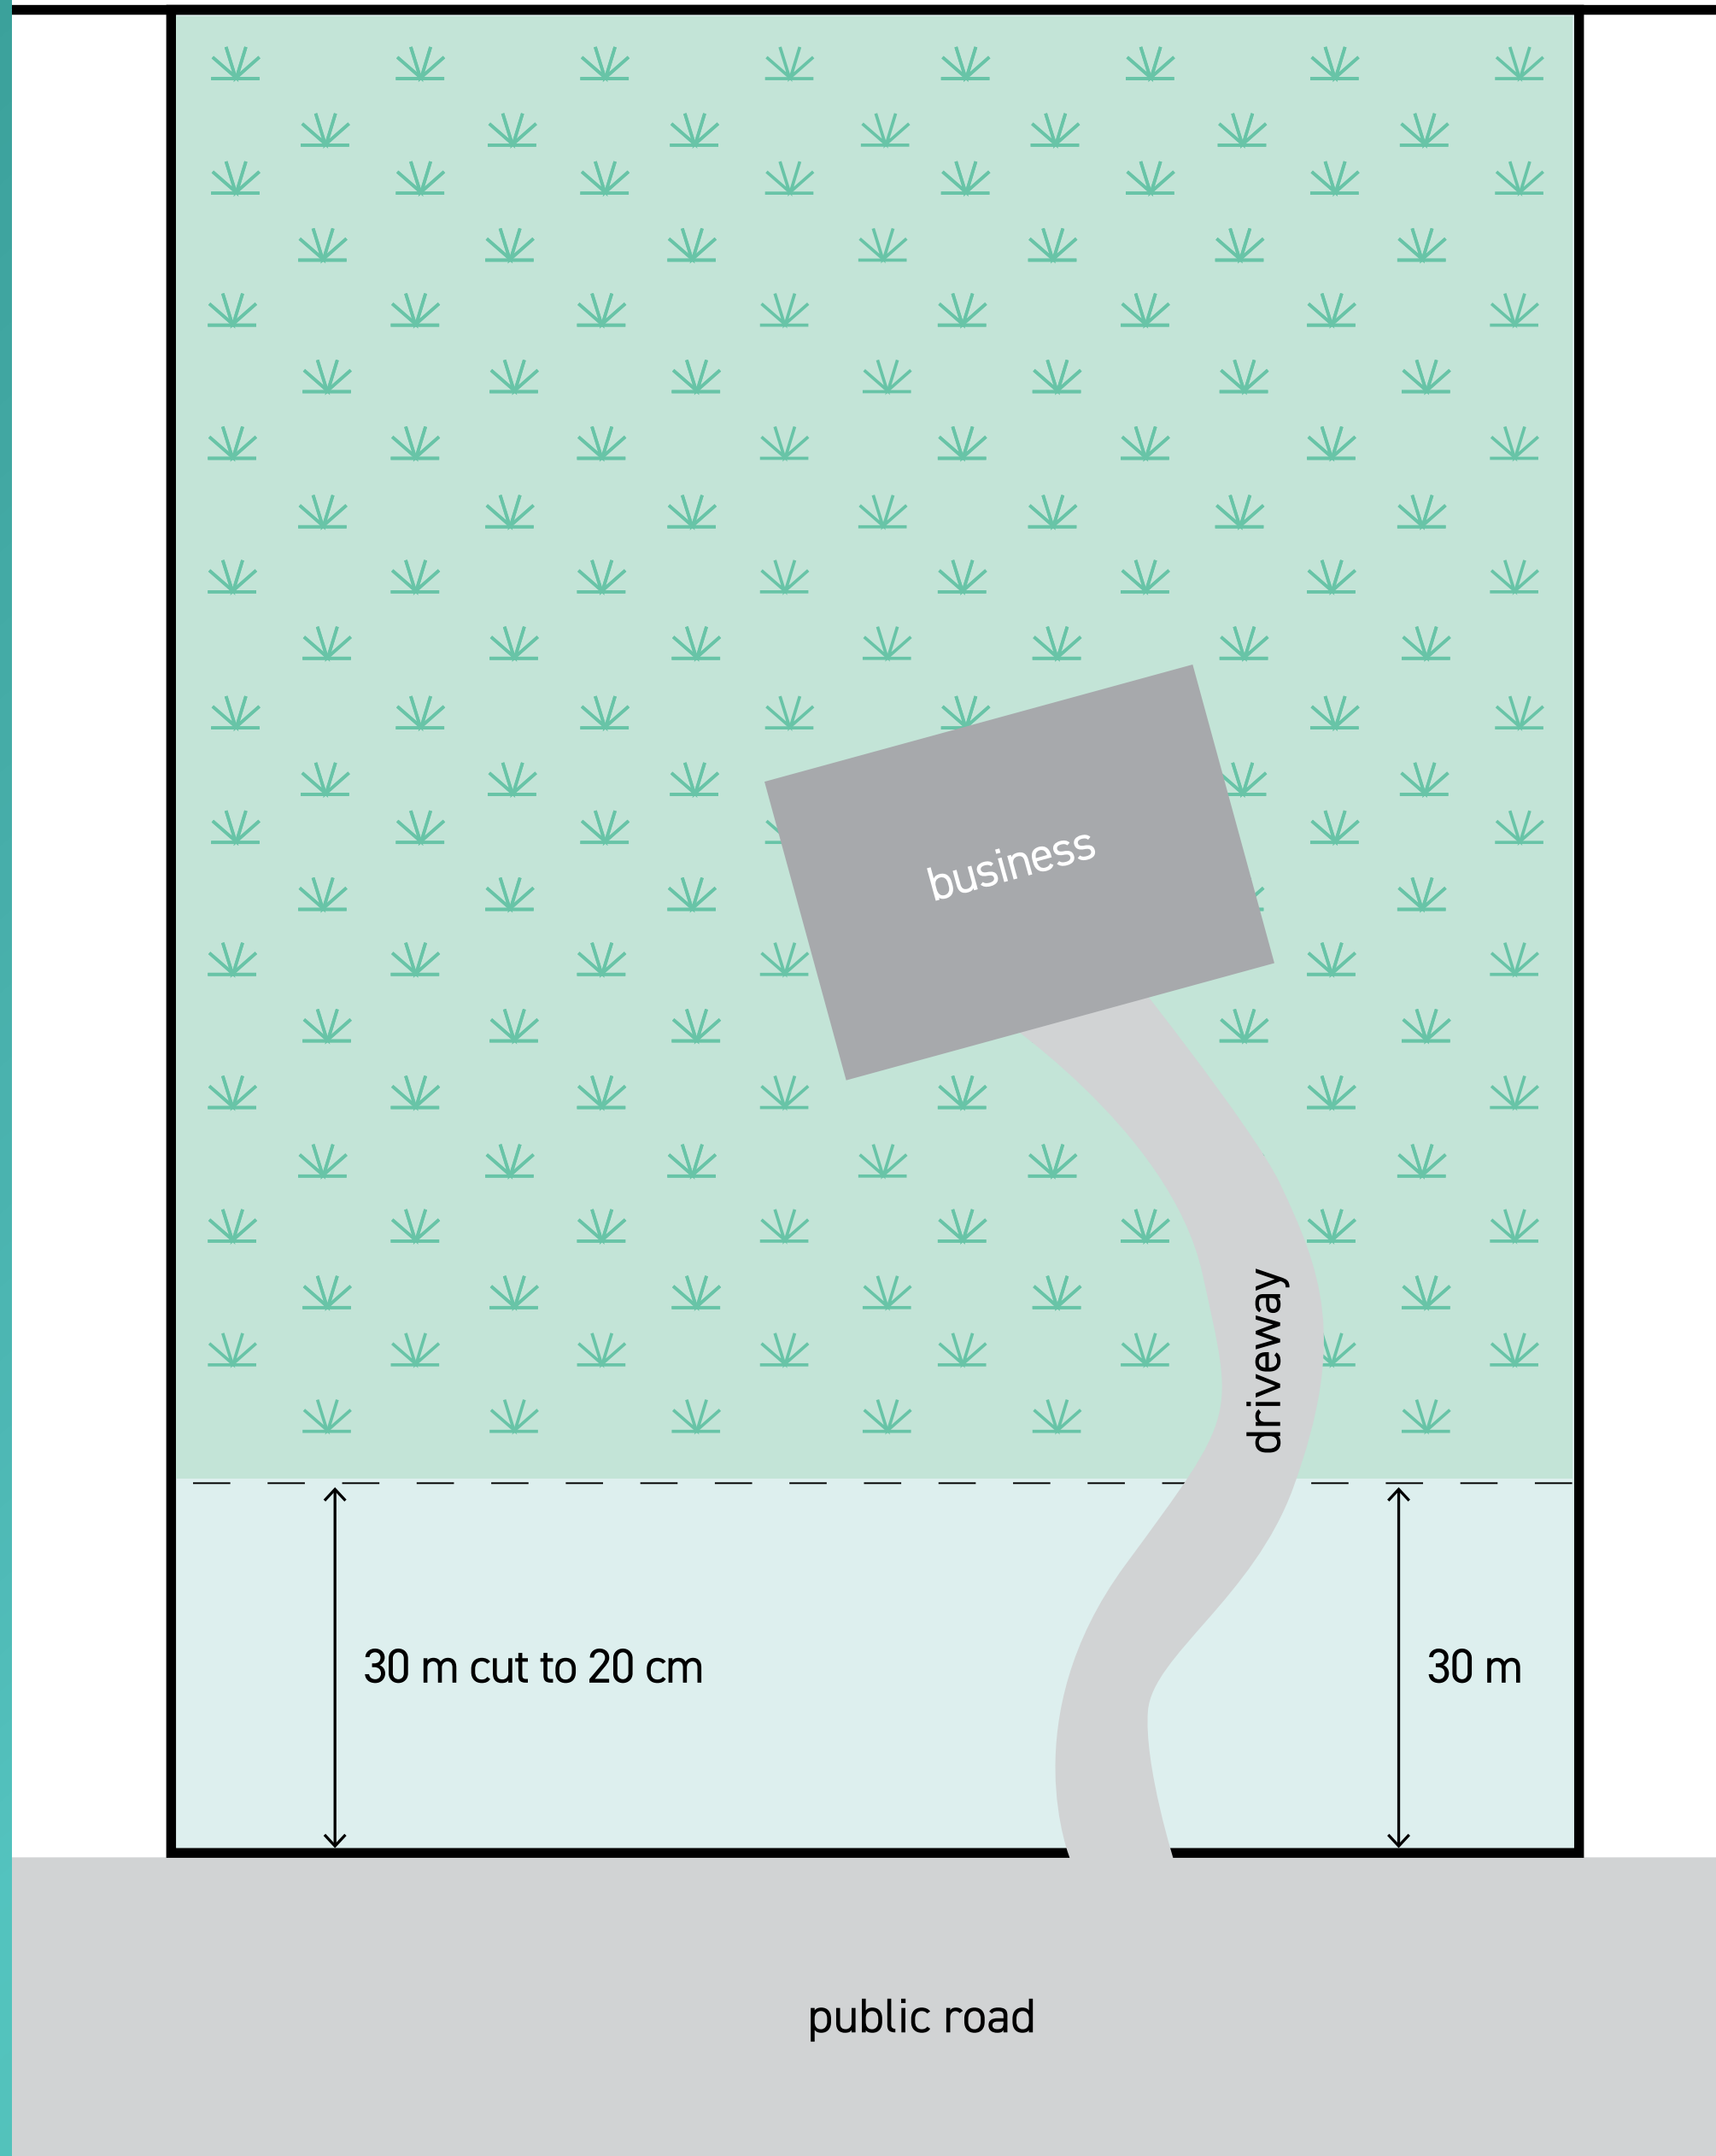 business
driveway
30 m cut to 20 cm
30 m
public road